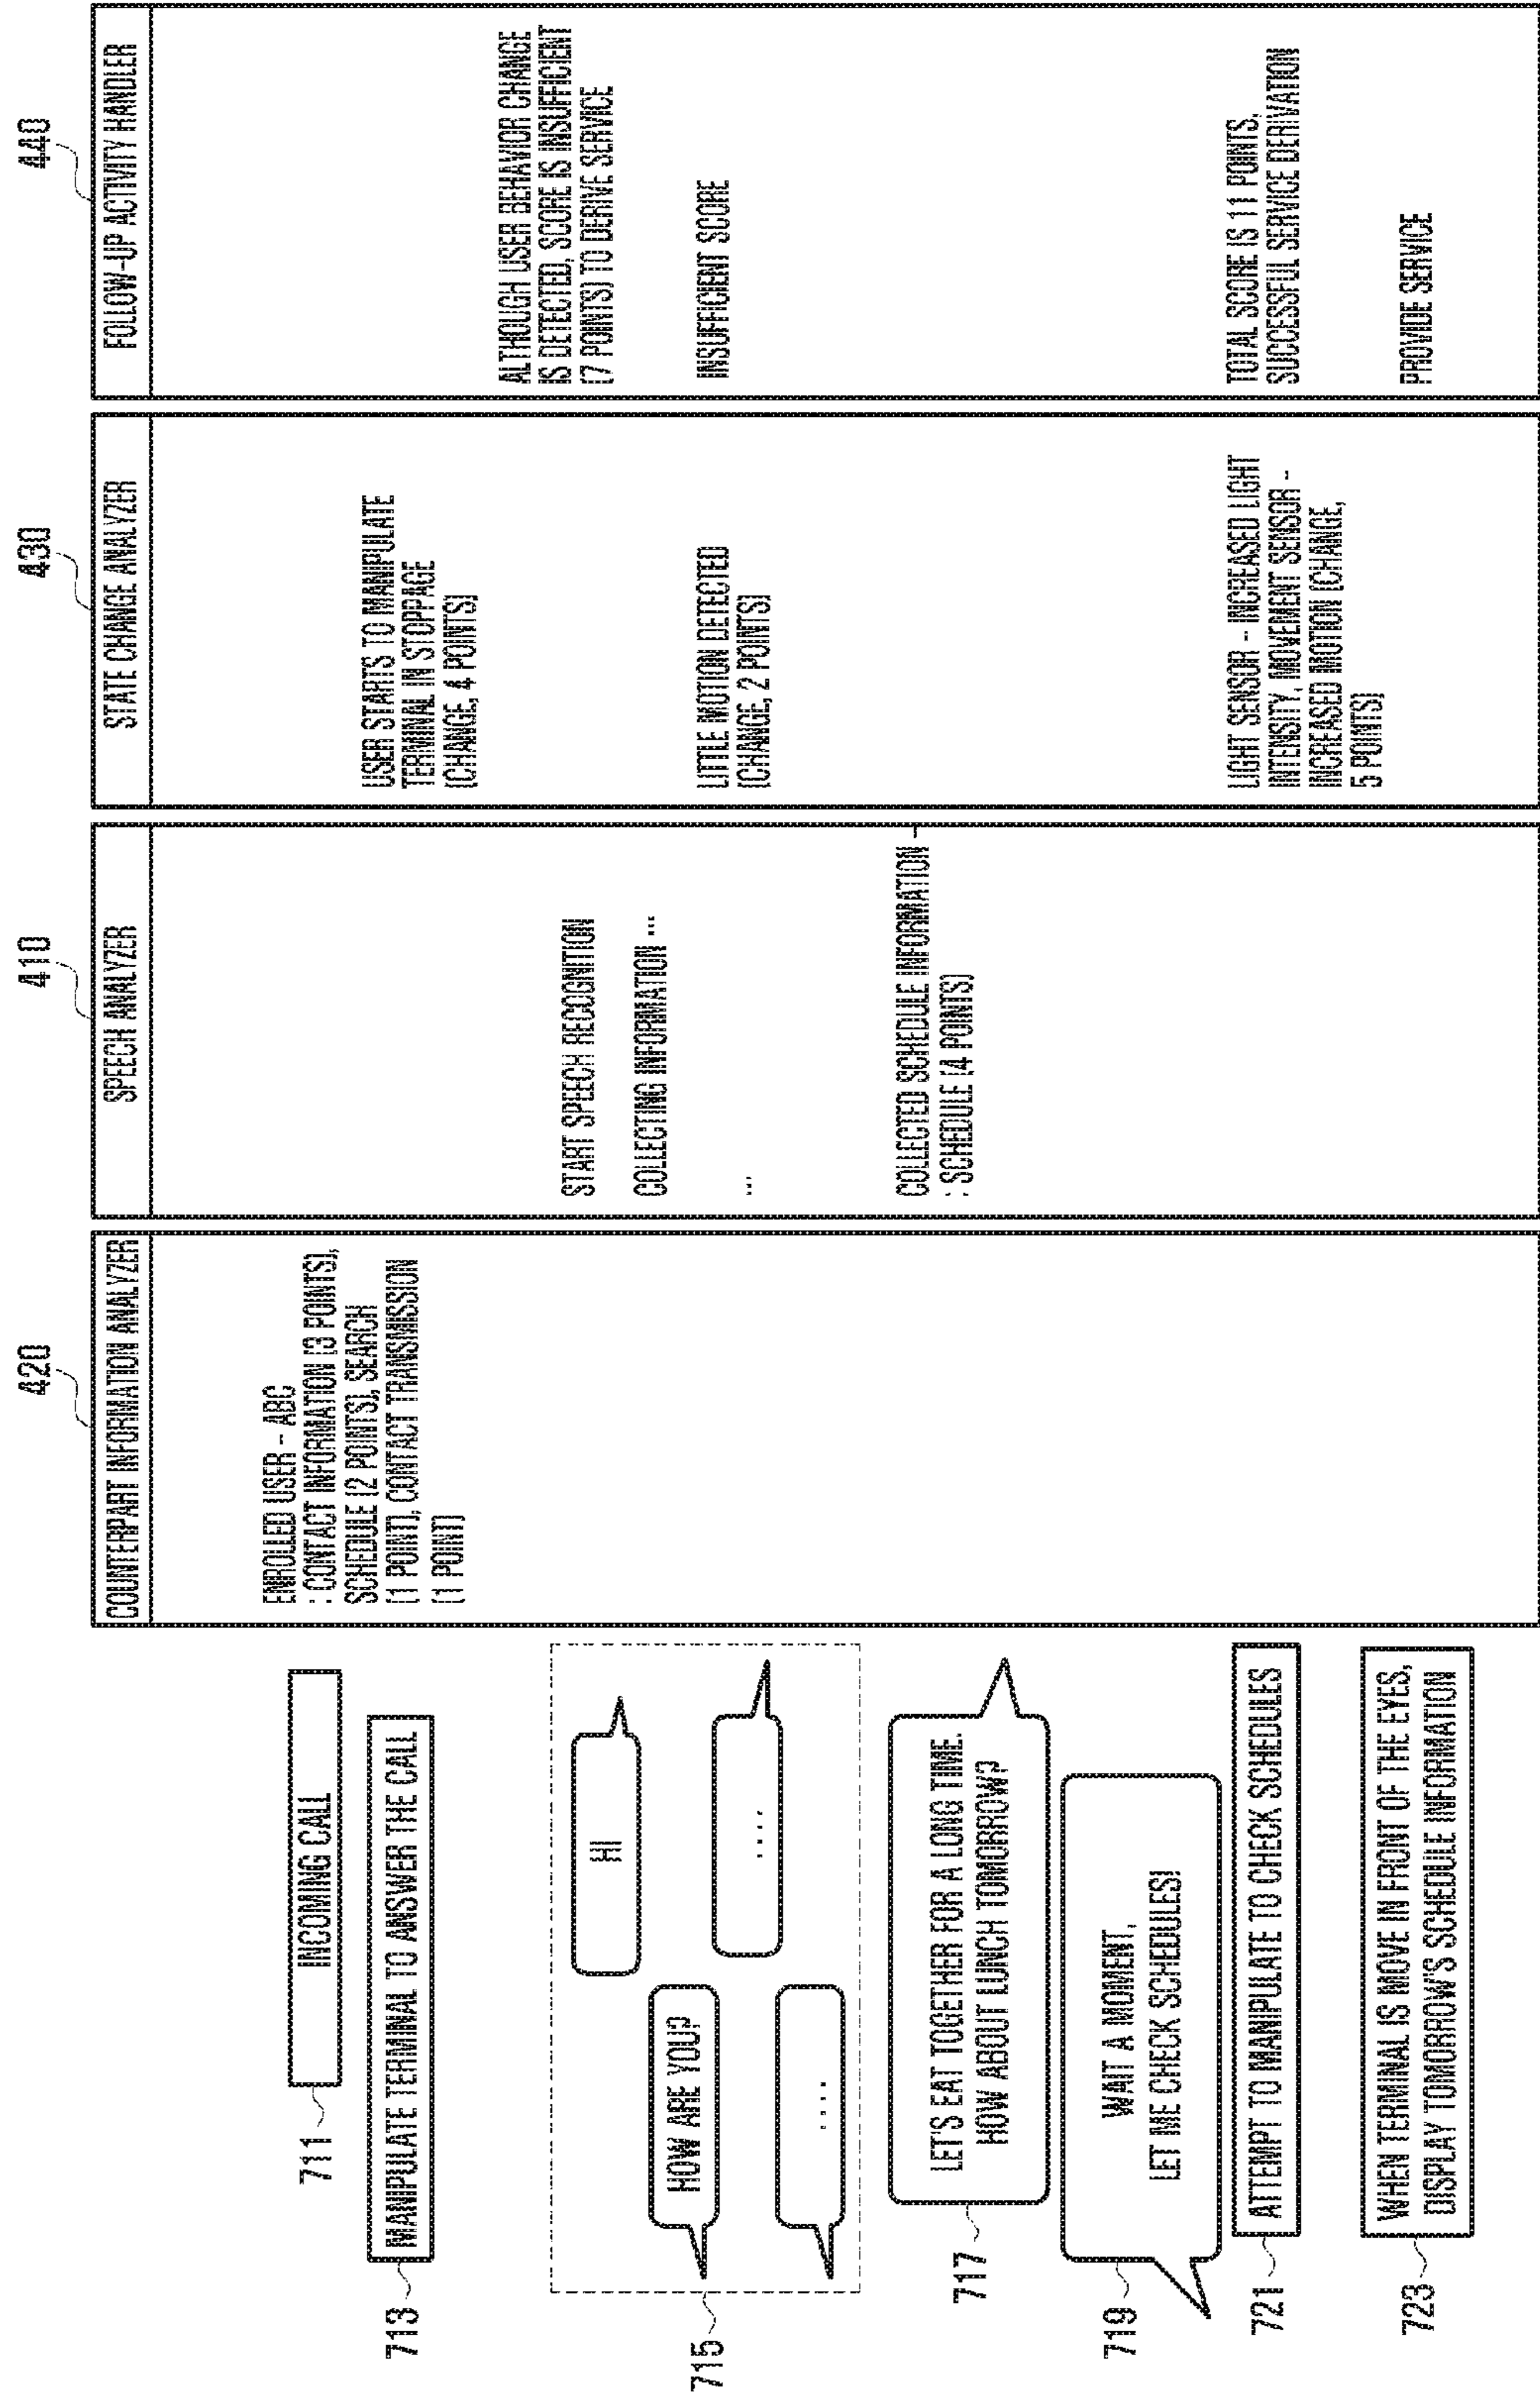 420
410
430
440
COUNTERPART INFORMATION ANALYZER
SPEECH ANALYZER
STATE CHANGE ANALYZER
FOLLOW-UP ACTIVITY HANDLER
711
INCOMING CALL
ENROLLED USER - ABC
: CONTACT INFORMATION (3 POINTS),
SCHEDULE (2 POINTS), SEARCH
(1 POINT), CONTACT TRANSMISSION
(1 POINT)
713
MANIPULATE TERMINAL TO ANSWER THE CALL
USER STARTS TO MANIPULATE
TERMINAL IN STOPPAGE
(CHANGE, 4 POINTS)
ALTHOUGH USER BEHAVIOR CHANGE
IS DETECTED, SCORE IS INSUFFICIENT
(7 POINTS) TO DERIVE SERVICE
715
HI
HOW ARE YOU?
....
....
START SPEECH RECOGNITION
COLLECTING INFORMATION ...
...
LITTLE MOTION DETECTED
(CHANGE, 2 POINTS)
INSUFFICIENT SCORE
717
LET'S EAT TOGETHER FOR A LONG TIME.
HOW ABOUT LUNCH TOMORROW?
COLLECTED SCHEDULE INFORMATION -
: SCHEDULE (4 POINTS)
719
WAIT A MOMENT,
LET ME CHECK SCHEDULES!
721
ATTEMPT TO MANIPULATE TO CHECK SCHEDULES
LIGHT SENSOR - INCREASED LIGHT
INTENSITY, MOVEMENT SENSOR -
INCREASED MOTION (CHANGE,
5 POINTS)
TOTAL SCORE IS 11 POINTS,
SUCCESSFUL SERVICE DERIVATION
723
WHEN TERMINAL IS MOVE IN FRONT OF THE EYES,
DISPLAY TOMORROW'S SCHEDULE INFORMATION
PROVIDE SERVICE